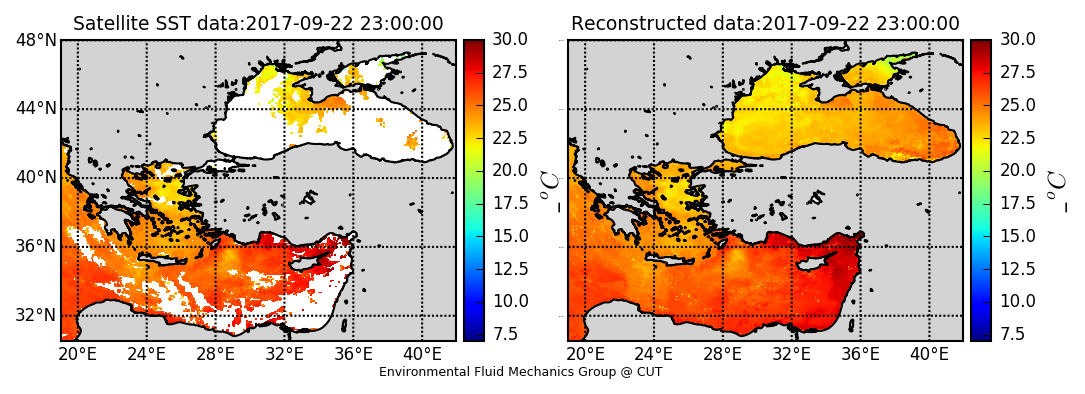 Satellite SST data:2017-09-22 23:00:00
48°N
44°N
40°N
36°N
32°N
20°E 24°E 28°E 32°E 36°E 40°E
30.0
27.5
25.0
22.5
20.0
17.5
15.0
12.5
10.0
7.5
_ °C
Reconstructed data:2017-09-22 23:00:00
20°E 24°E 28°E 32°E 36°E 40°E
30.0
27.5
25.0
22.5
20.0
17.5
15.0
12.5
10.0
7.5
_ °C
Environmental Fluid Mechanics Group @ CUT